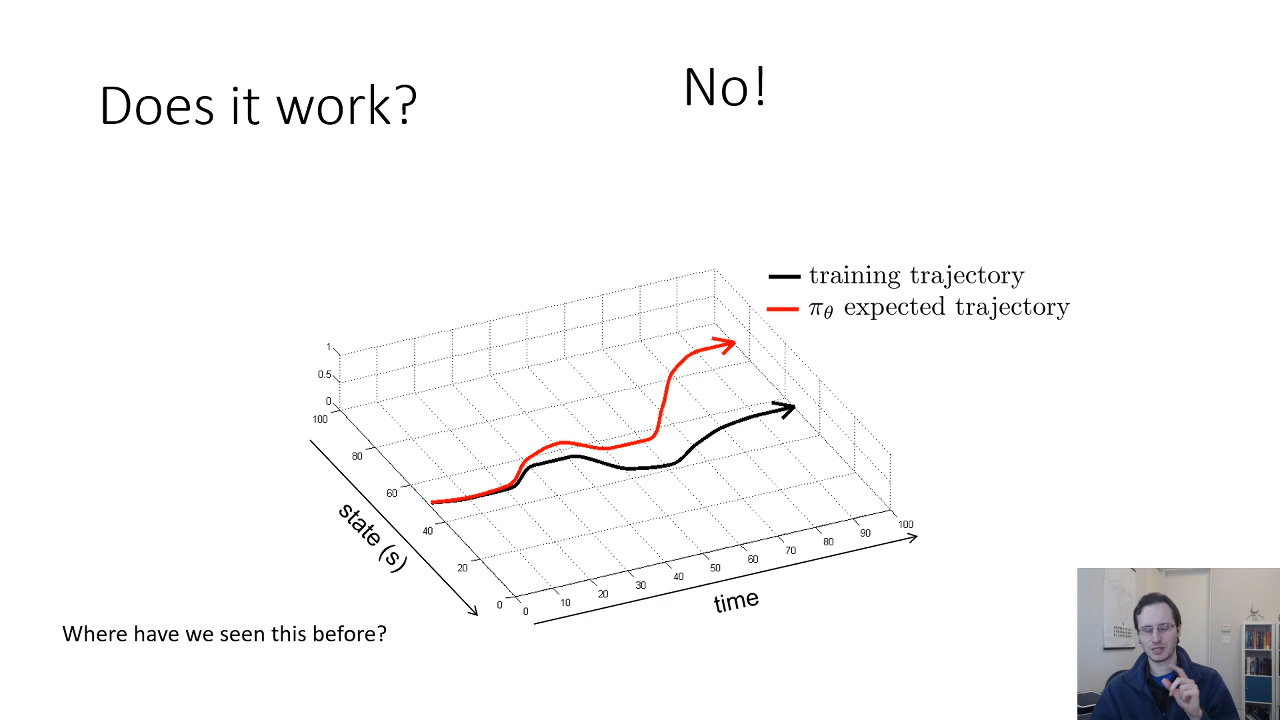 Does it work?
No!
training trajectory
πθ expected trajectory
1
0.5
0
100
80
60
40
20
0
state (s)
0
10
20
30
40
50
60
70
80
90
100
time
Where have we seen this before?